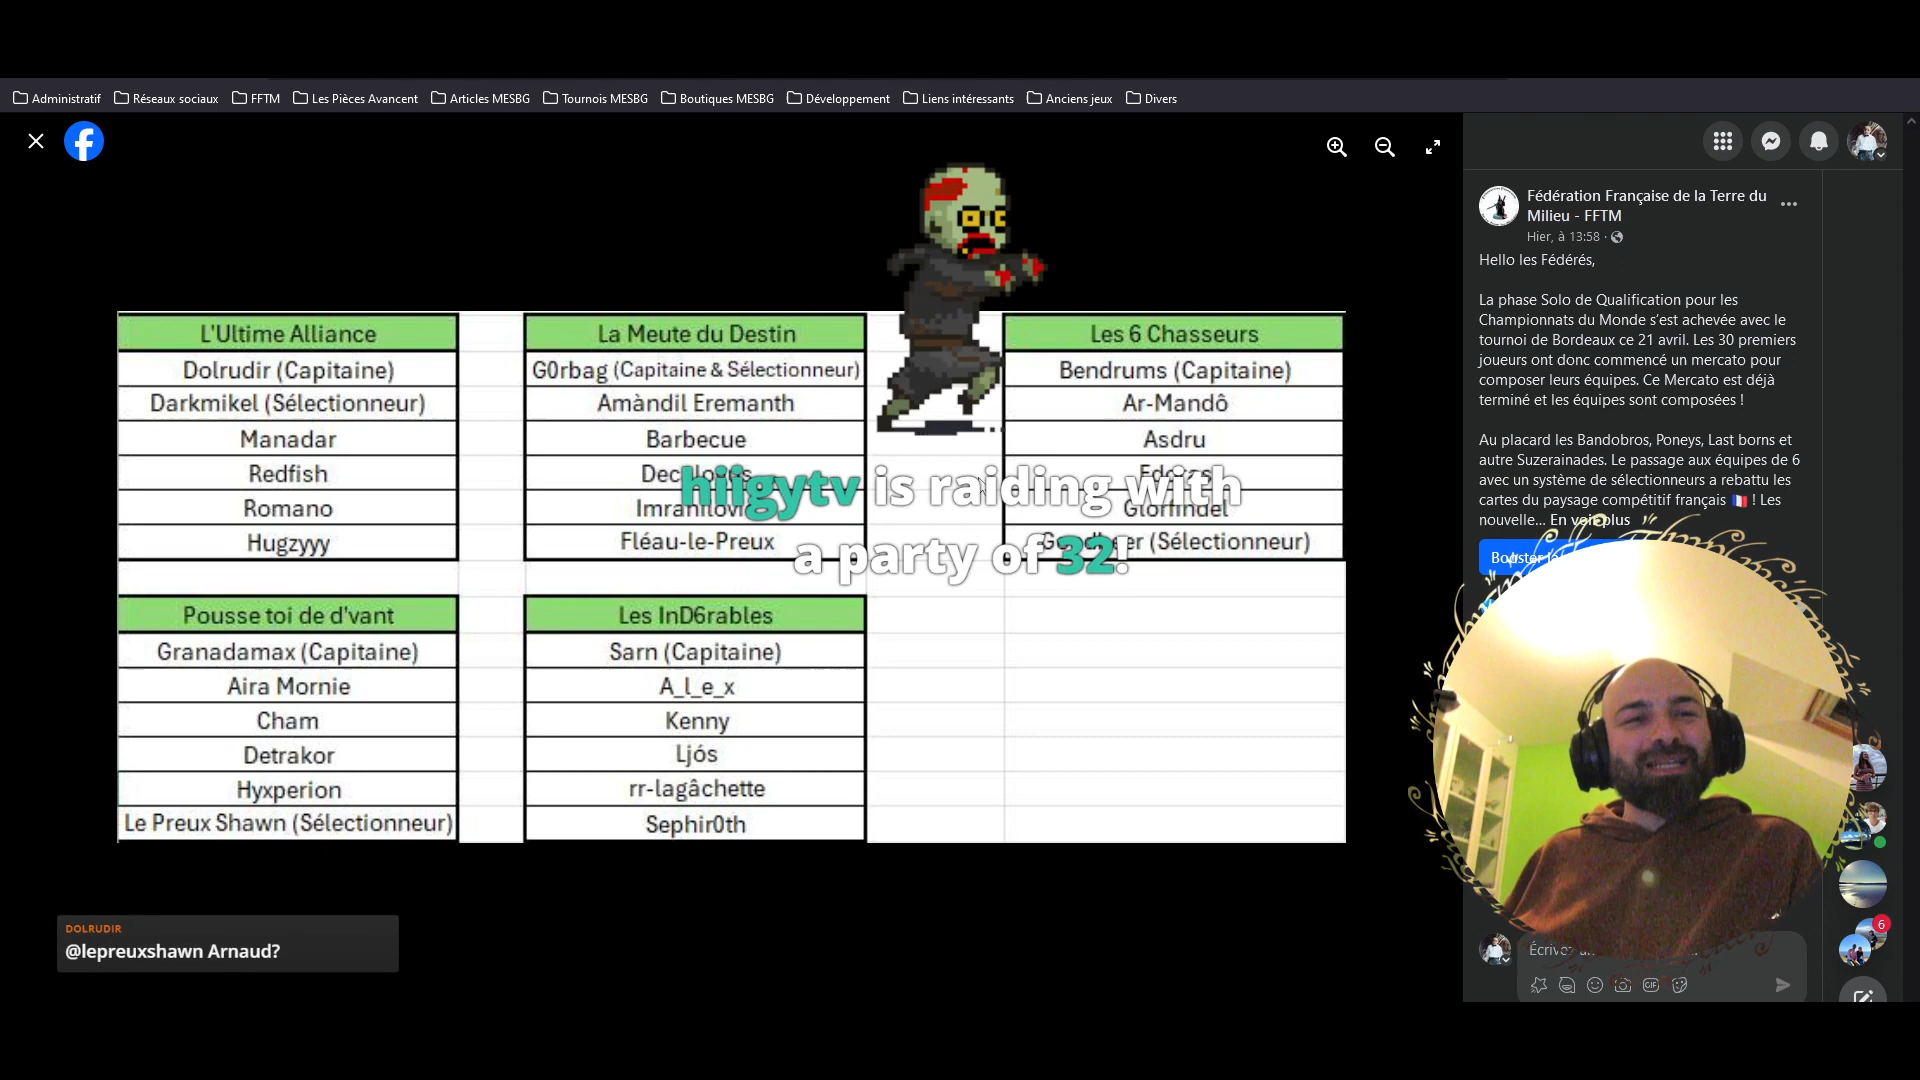 Administratif
Réseaux sociaux
FFTM
Les Pièces Avancent
Articles MESBG
Tournois MESBG
Boutiques MESBG
Développement
Liens intéressants
Anciens jeux
Divers
L'Ultime Alliance
Dolrudir (Capitaine)
Darkmikel (Sélectionneur)
Manadar
Redfish
Romano
Hugzyyy
La Meute du Destin
G0rbag (Capitaine & Sélectionneur)
Amàndil Eremanth
Barbecue
Fléau-le-Preux
Les 6 Chasseurs
Bendrums (Capitaine)
Ar-Mandô
Asdru
Glorfindel
(Sélectionneur)
hiigytv is raiding with
a party of 32!
Pousse toi de d'vant
Granadamax (Capitaine)
Aira Mornie
Cham
Detrakor
Hyxperion
Le Preux Shawn (Sélectionneur)
Les InD6rables
Sarn (Capitaine)
A_l_e_x
Kenny
Ljós
rr-lagâchette
Sephir0th
DOLRUDIR
@lepreuxshawn Arnaud?
Fédération Française de la Terre du
Milieu - FFTM
Hier, à 13:58 ·
Hello les Fédérés,
La phase Solo de Qualification pour les
Championnats du Monde s'est achevée avec le
tournoi de Bordeaux ce 21 avril. Les 30 premiers
joueurs ont donc commencé un mercato pour
composer leurs équipes. Ce Mercato est déjà
terminé et les équipes sont composées !
Au placard les Bandobros, Poneys, Last borns et
autre Suzerainades. Le passage aux équipes de 6
avec un système de sélectionneurs a rebattu les
cartes du paysage compétitif français 🇫🇷 ! Les
nouvelle... En voir plus
Booster
6
GIF